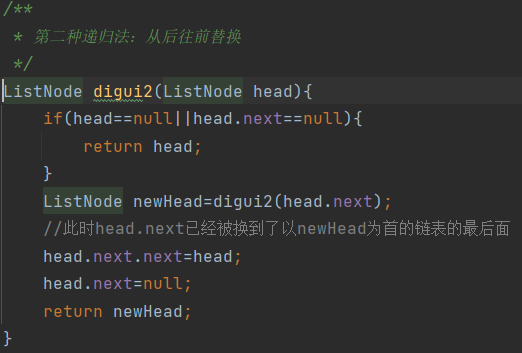 /**
 * 第二种递归法：从后往前替换
 */
ListNode digui2(ListNode head){
    if(head==null||head.next==null){
        return head;
    }
    ListNode newHead=digui2(head.next);
    //此时head.next已经被换到了以newHead为首的链表的最后面
    head.next.next=head;
    head.next=null;
    return newHead;
}